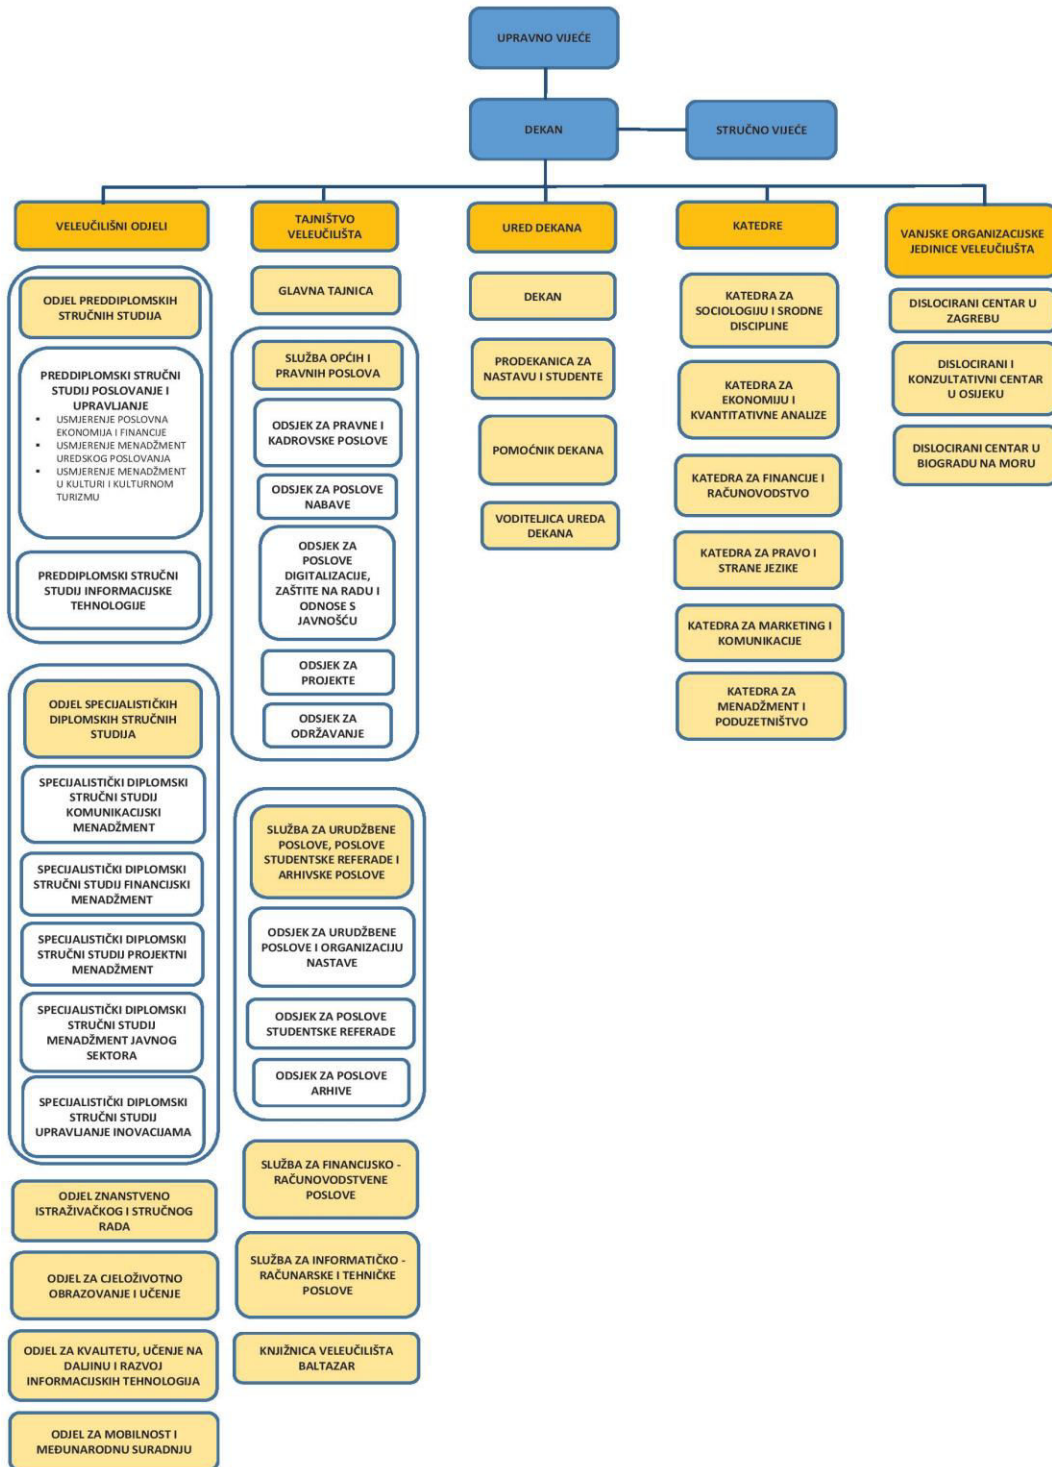 UPRAVNO VIJEĆE
DEKAN
STRUČNO VIJEĆE
VELEUČILIŠNI ODJELI
ODJEL PREDDIPLOMSKIH
STRUČNIH STUDIJA
PREDDIPLOMSKI STRUČNI
STUDIJ POSLOVANJE I
UPRAVLJANJE
▪ USMJERENJE POSLOVNA
EKONOMIJA I FINANCIJE
▪ USMJERENJE MENADŽMENT
UREDSKOG POSLOVANJA
▪ USMJERENJE MENADŽMENT
U KULTURI I KULTURNOM
TURIZMU
PREDDIPLOMSKI STRUČNI
STUDIJ INFORMACIJSKE
TEHNOLOGIJE
ODJEL SPECIJALISTIČKIH
DIPLOMSKIH STRUČNIH
STUDIJA
SPECIJALISTIČKI DIPLOMSKI
STRUČNI STUDIJ
KOMUNIKACIJSKI
MENADŽMENT
SPECIJALISTIČKI DIPLOMSKI
STRUČNI STUDIJ FINANCIJSKI
MENADŽMENT
SPECIJALISTIČKI DIPLOMSKI
STRUČNI STUDIJ PROJEKTNI
MENADŽMENT
SPECIJALISTIČKI DIPLOMSKI
STRUČNI STUDIJ
MENADŽMENT JAVNOG
SEKTORA
SPECIJALISTIČKI DIPLOMSKI
STRUČNI STUDIJ
UPRAVLJANJE INOVACIJAMA
ODJEL ZNANSTVENO
ISTRAŽIVAČKOG I STRUČNOG
RADA
ODJEL ZA CJELOŽIVOTNO
OBRAZOVANJE I UČENJE
ODJEL ZA KVALITETU, UČENJE NA
DALJINU I RAZVOJ
INFORMACIJSKIH TEHNOLOGIJA
ODJEL ZA MOBILNOST I
MEĐUNARODNU SURADNJU
TAJNIŠTVO
VELEUČILIŠTA
GLAVNA TAJNICA
SLUŽBA OPĆIH I
PRAVNIH POSLOVA
ODSJEK ZA PRAVNE I
KADROVSKE POSLOVE
ODSJEK ZA POSLOVE
NABAVE
ODSJEK ZA
POSLOVE
DIGITALIZACIJE,
ZAŠTITE NA RADU I
ODNOSE S
JAVNOŠĆU
ODSJEK ZA
PROJEKTE
ODSJEK ZA
ODRŽAVANJE
SLUŽBA ZA URUDŽBENE
POSLOVE, POSLOVE
STUDENTSKE REFERADE I
ARHIVSKE POSLOVE
ODSJEK ZA URUDŽBENE
POSLOVE I ORGANIZACIJU
NASTAVE
ODSJEK ZA POSLOVE
STUDENTSKE REFERADE
ODSJEK ZA POSLOVE
ARHIVE
SLUŽBA ZA FINANCIJSKO -
RAČUNOVODSTVENE
POSLOVE
SLUŽBA ZA INFORMATIČKO -
RAČUNARSKE I TEHNIČKE
POSLOVE
KNJIŽNICA VELEUČILIŠTA
BALTAZAR
URED DEKANA
DEKAN
PRODEKANICA ZA
NASTAVU I STUDENTE
POMOĆNIK DEKANA
VODITELJICA UREDA
DEKANA
KATEDRE
KATEDRA ZA
SOCIOLOGIJU I SRODNE
DISCIPLINE
KATEDRA ZA
EKONOMIJU I
KVANTITATIVNE ANALIZE
KATEDRA ZA FINANCIJE I
RAČUNOVODSTVO
KATEDRA ZA PRAVO I
STRANE JEZIKE
KATEDRA ZA MARKETING I
KOMUNIKACIJE
KATEDRA ZA
MENADŽMENT I
PODUZETNIŠTVO
VANJSKE ORGANIZACIJSKE
JEDINICE VELEUČILIŠTA
DISLOCIRANI CENTAR U
ZAGREBU
DISLOCIRANI I
KONZULTATIVNI CENTAR
U OSIJEKU
DISLOCIRANI CENTAR U
BIOGRADU NA MORU